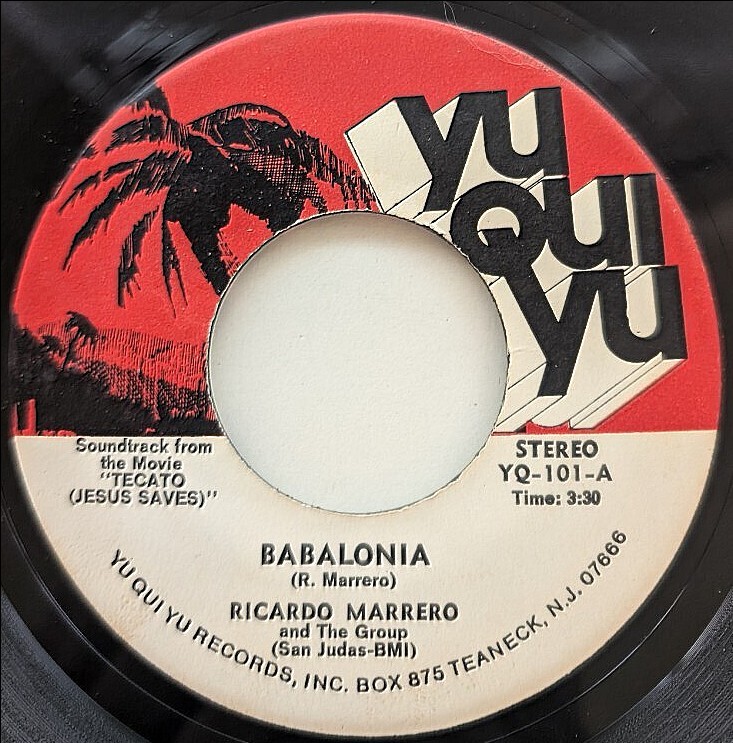 YU
QUI
YU
Soundtrack from
the Movie
"TECATO
(JESUS SAVES)"
STEREO
YQ-101-A
Time: 3:30
BABALONIA
(R. Marrero)
RICARDO MARRERO
and The Group
(San Judas-BMI)
YU QUI YU RECORDS, INC. BOX 875 TEANECK, N.J. 07666